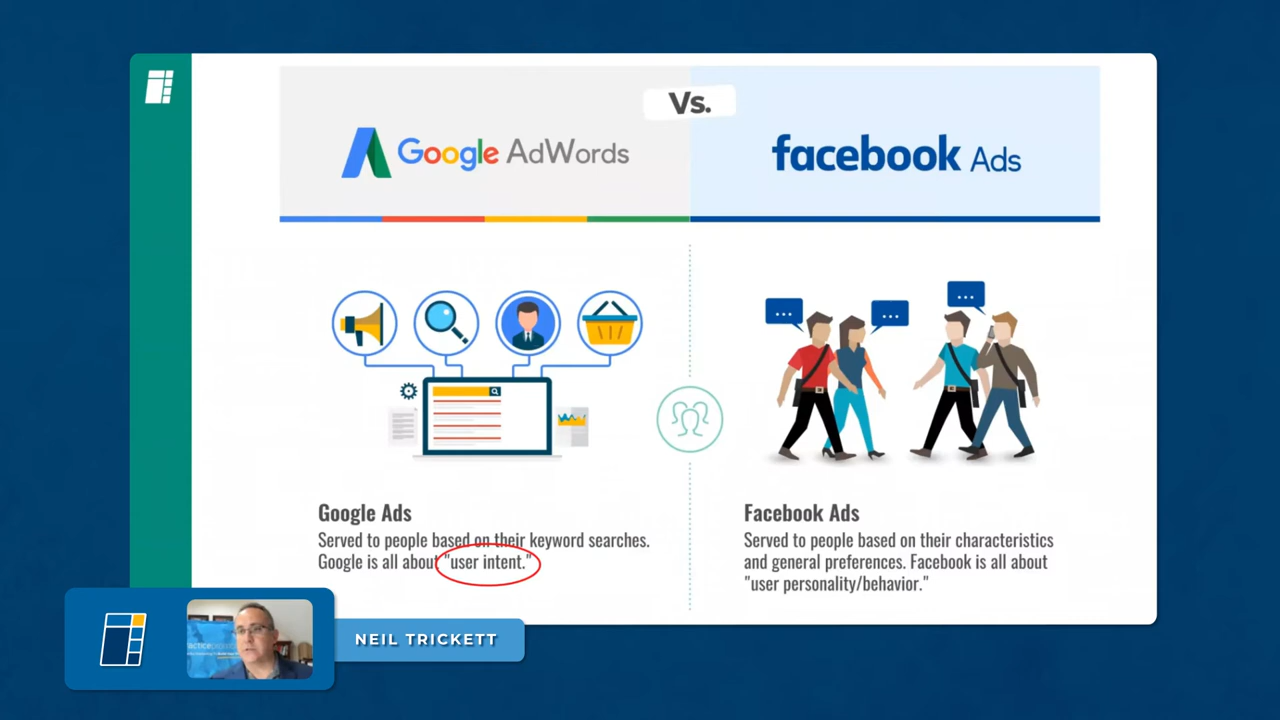 Vs.
Google AdWords
facebook Ads
...
...
...
Google Ads
Served to people based on their keyword searches.
Google is all about "user intent."
Facebook Ads
Served to people based on their characteristics
and general preferences. Facebook is all about
"user personality/behavior."
NEIL TRICKETT